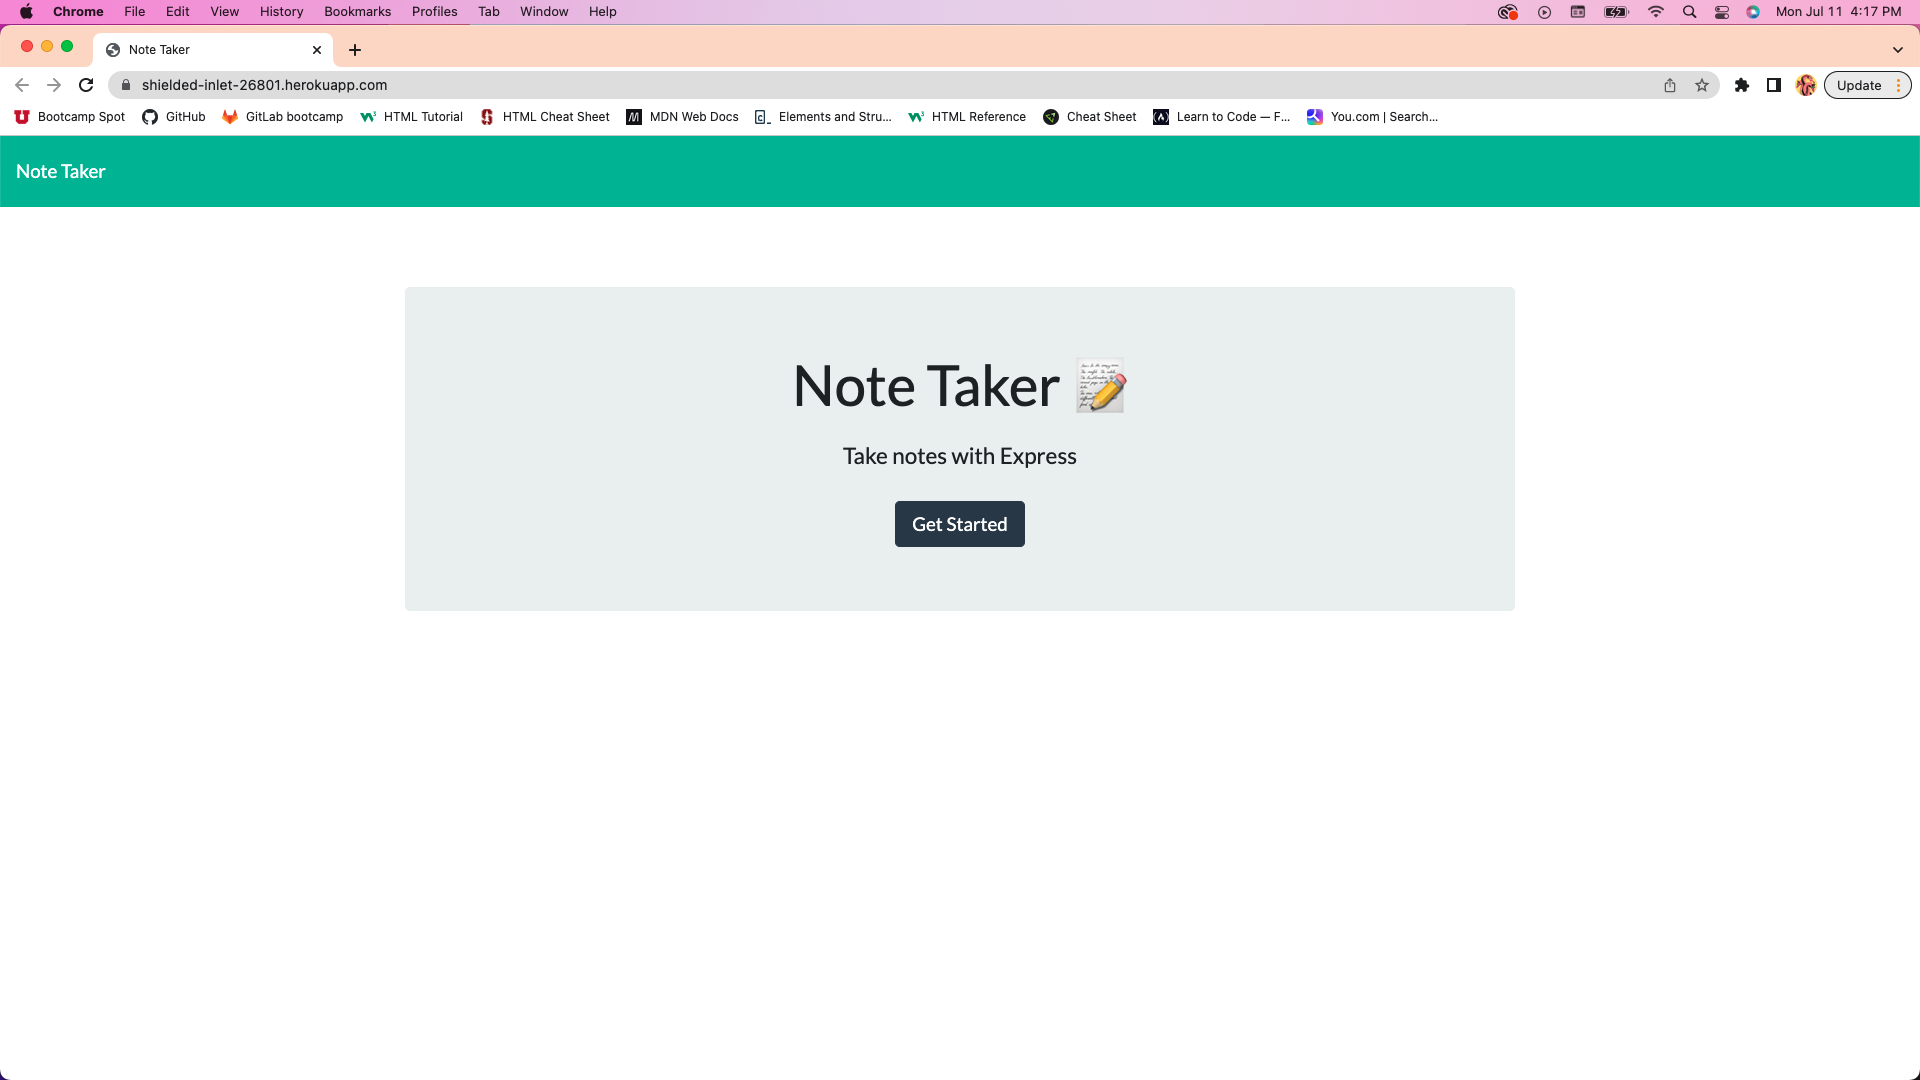 Chrome File Edit View History Bookmarks Profiles Tab Window Help Mon Jul 11 4:17 PM
Note Taker
shielded-inlet-26801.herokuapp.com Update
Bootcamp Spot GitHub GitLab bootcamp HTML Tutorial HTML Cheat Sheet MDN Web Docs Elements and Stru... HTML Reference Cheat Sheet Learn to Code — F... You.com | Search...
Note Taker
Note Taker
Take notes with Express
Get Started